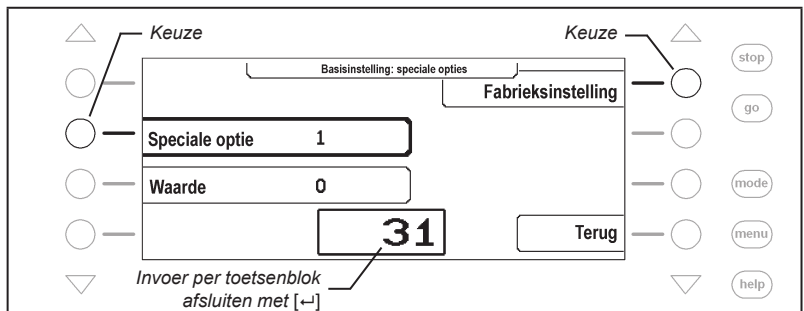 Keuze
Keuze
stop
Basisinstelling: speciale opties
Fabrieksinstelling
go
Speciale optie 1
Waarde 0
mode
31
Terug
menu
Invoer per toetsenblok
afsluiten met [↵]
help